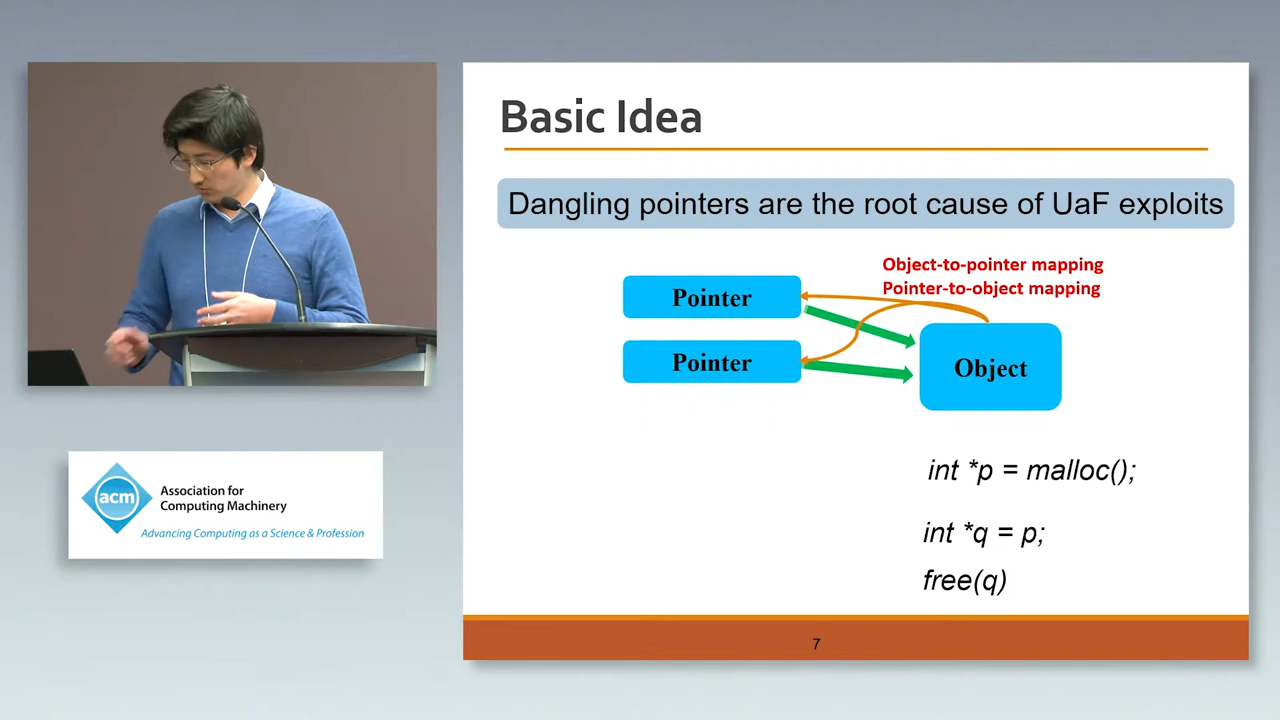 Basic Idea
Dangling pointers are the root cause of UaF exploits
Object-to-pointer mapping
Pointer-to-object mapping
Pointer
Pointer
Object
int *p = malloc();
int *q = p;
free(q)
7
acm
Association for
Computing Machinery
Advancing Computing as a Science & Profession